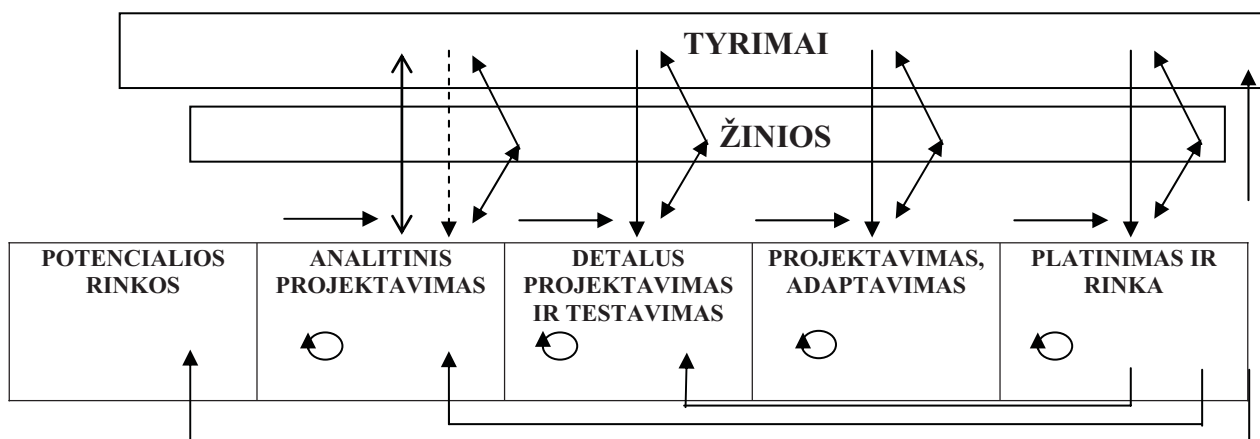 TYRIMAI
ŽINIOS
POTENCIALIOS
RINKOS
ANALITINIS
PROJEKTAVIMAS
DETALUS
PROJEKTAVIMAS
IR TESTAVIMAS
PROJEKTAVIMAS,
ADAPTAVIMAS
PLATINIMAS IR
RINKA